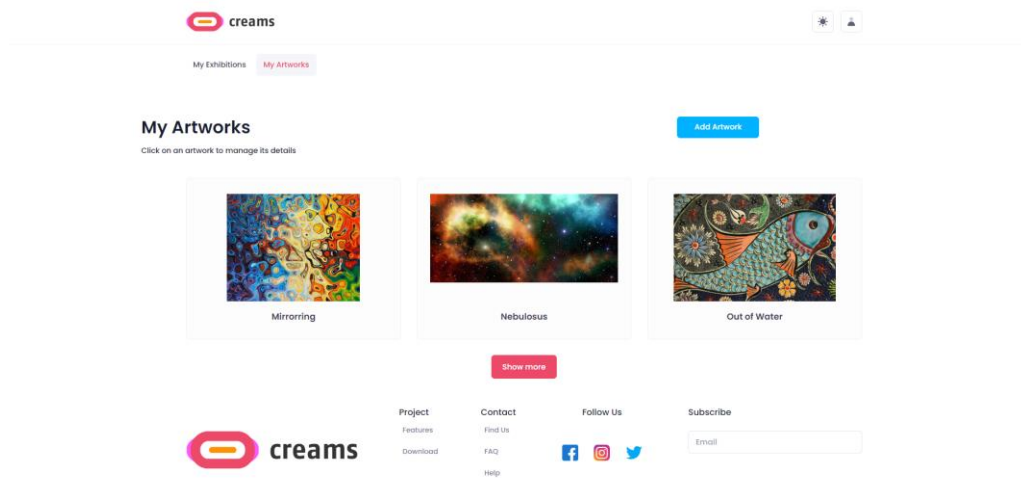 creams
My Exhibitions My Artworks
My Artworks
Add Artwork
Click on an artwork to manage its details
Mirrorring
Nebulosus
Out of Water
Show more
creams
Project
Features
Download
Contact
Find Us
FAQ
Help
Follow Us
Subscribe
Email